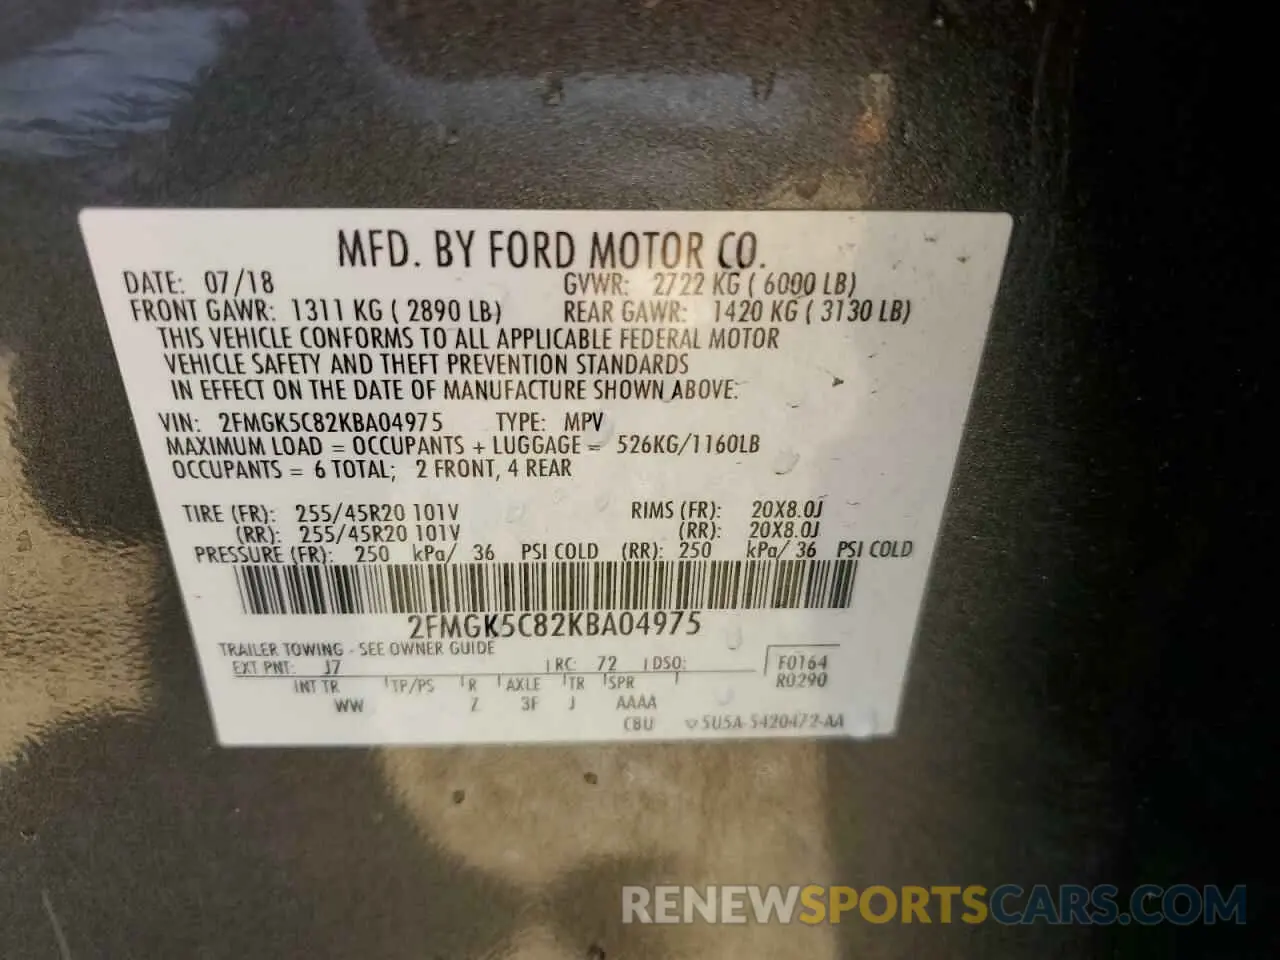 MFD. BY FORD MOTOR CO.
DATE: 07/18 GVWR: 2722 KG ( 6000 LB)
FRONT GAWR: 1311 KG ( 2890 LB) REAR GAWR: 1420 KG ( 3130 LB)
THIS VEHICLE CONFORMS TO ALL APPLICABLE FEDERAL MOTOR
VEHICLE SAFETY AND THEFT PREVENTION STANDARDS
IN EFFECT ON THE DATE OF MANUFACTURE SHOWN ABOVE.
VIN: 2FMGK5C82KBA04975 TYPE: MPV
MAXIMUM LOAD = OCCUPANTS + LUGGAGE = 526KG/1160LB
OCCUPANTS = 6 TOTAL; 2 FRONT, 4 REAR
TIRE (FR): 255/45R20 101V RIMS (FR): 20X8.0J
(RR): 255/45R20 101V (RR): 20X8.0J
PRESSURE (FR): 250 kPa/ 36 PSI COLD (RR): 250 kPa/ 36 PSI COLD
2FMGK5C82KBA04975
TRAILER TOWING - SEE OWNER GUIDE
EXT PNT: J7 RC: 72 DSO: F0164
R0290
INT TR TP/PS R AXLE TR SPR
WW Z 3F J AAAA
CBU 5U5A-5420472-AA
RENEWSPORTSCARS.COM